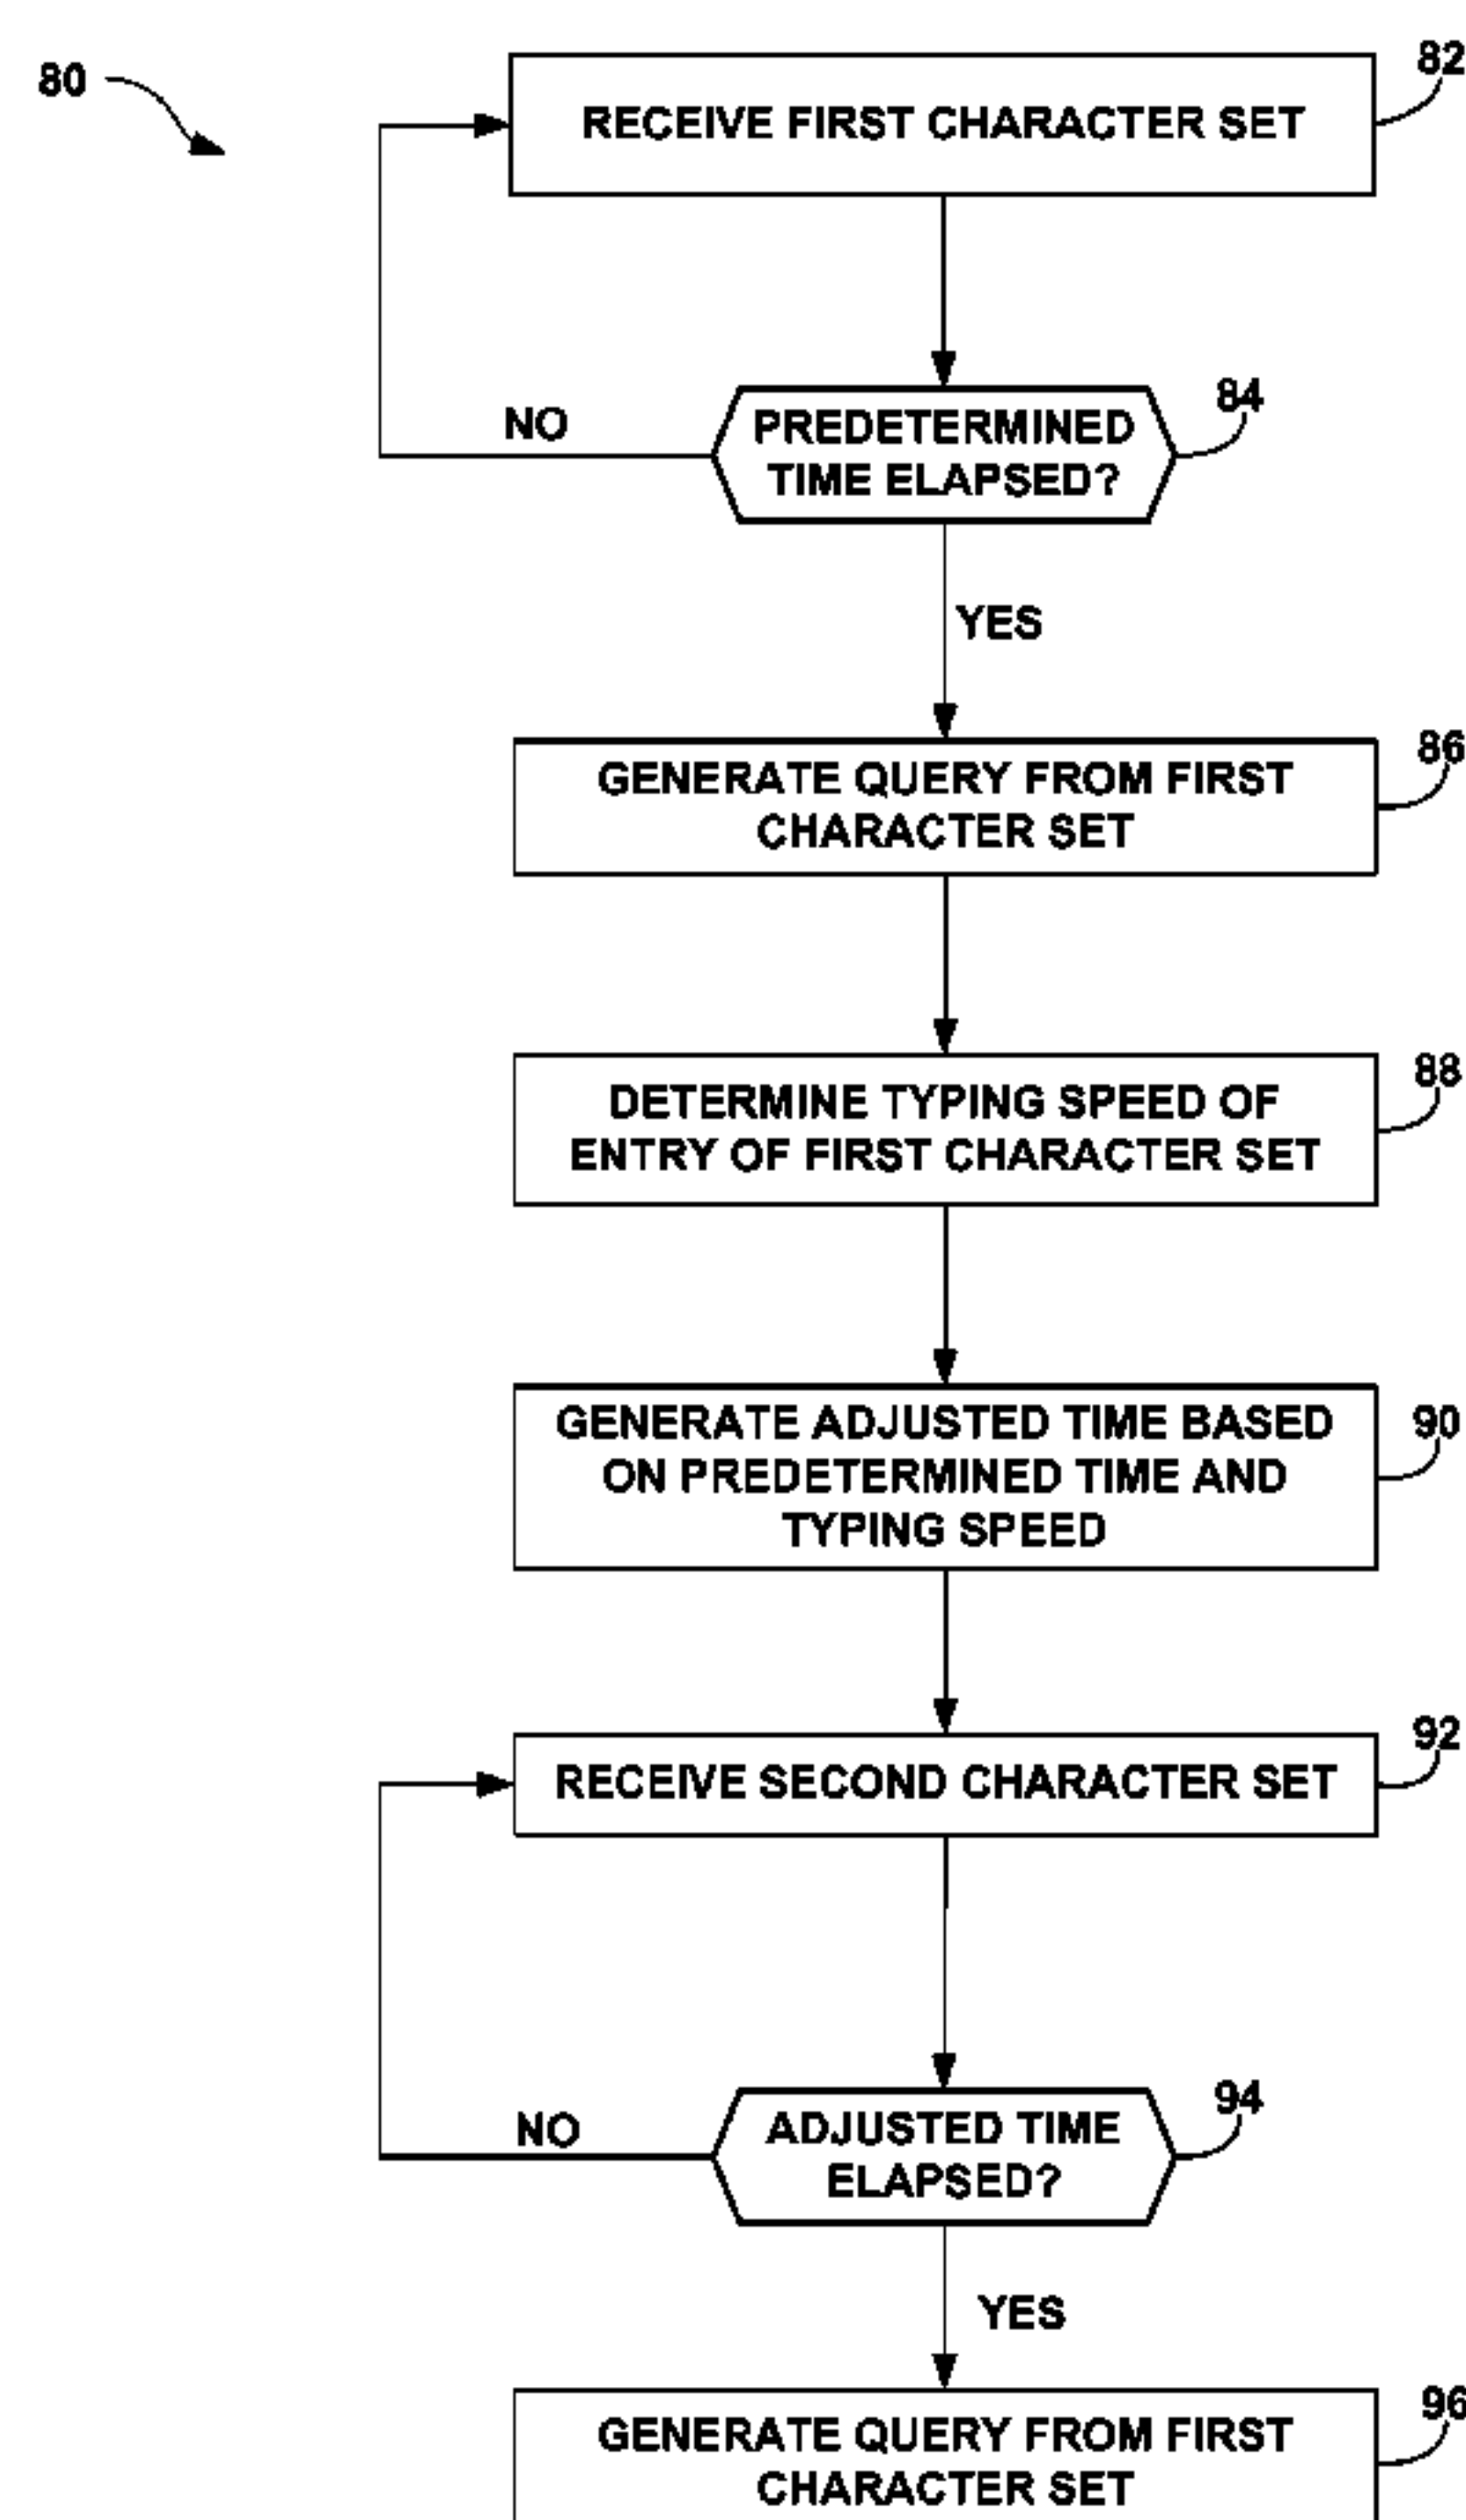 80
82
RECEIVE FIRST CHARACTER SET
84
NO
PREDETERMINED
TIME ELAPSED?
YES
86
GENERATE QUERY FROM FIRST
CHARACTER SET
88
DETERMINE TYPING SPEED OF
ENTRY OF FIRST CHARACTER SET
90
GENERATE ADJUSTED TIME BASED
ON PREDETERMINED TIME AND
TYPING SPEED
92
RECEIVE SECOND CHARACTER SET
94
NO
ADJUSTED TIME
ELAPSED?
YES
96
GENERATE QUERY FROM FIRST
CHARACTER SET